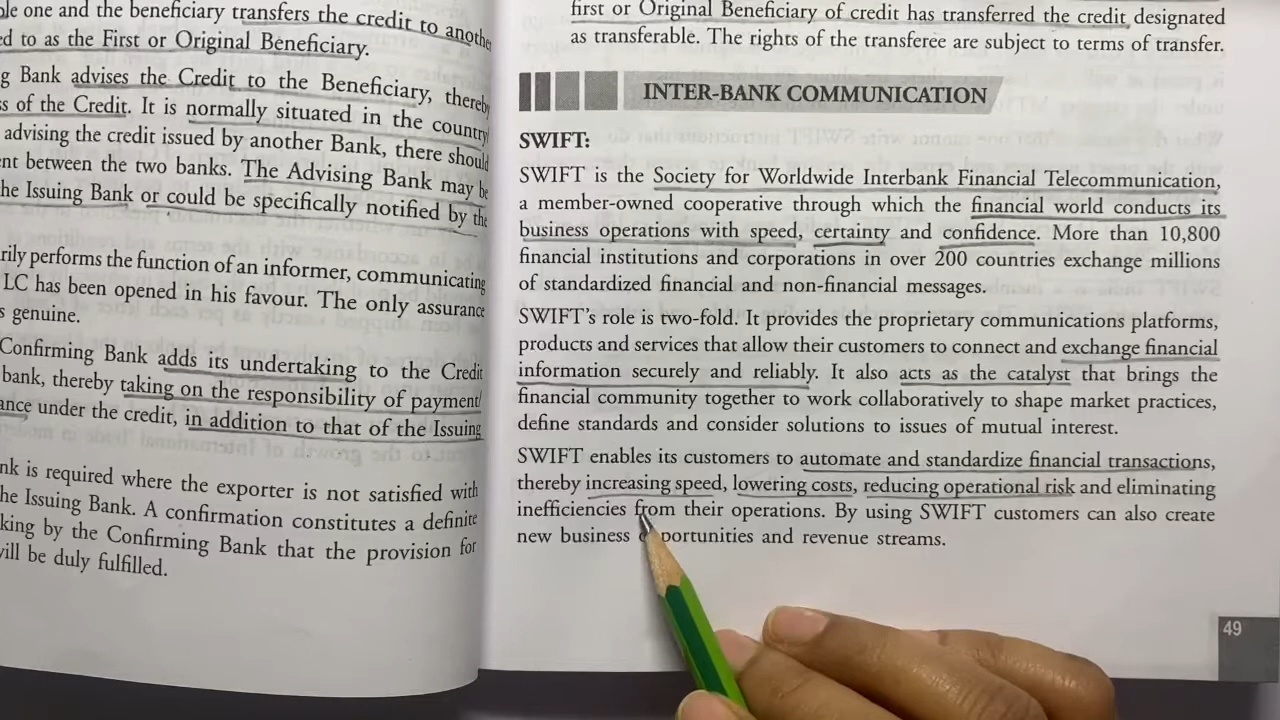 ble one and the beneficiary transfers the credit to anothe
ed to as the First or Original Beneficiary.
g Bank advises the Credit to the Beneficiary, thereby
s of the Credit. It is normally situated in the country
advising the credit issued by another Bank, there should
nt between the two banks. The Advising Bank may be
he Issuing Bank or could be specifically notified by the
rily performs the function of an informer, communicating
LC has been opened in his favour. The only assurance
s genuine.
Confirming Bank adds its undertaking to the Credit
bank, thereby taking on the responsibility of payment/
ance under the credit, in addition to that of the Issuing
nk is required where the exporter is not satisfied with
he Issuing Bank. A confirmation constitutes a definite
king by the Confirming Bank that the provision for
will be duly fulfilled.
first or Original Beneficiary of credit has transferred the credit designated
as transferable. The rights of the transferee are subject to terms of transfer.
INTER-BANK COMMUNICATION
SWIFT:
SWIFT is the Society for Worldwide Interbank Financial Telecommunication,
a member-owned cooperative through which the financial world conducts its
business operations with speed, certainty and confidence. More than 10,800
financial institutions and corporations in over 200 countries exchange millions
of standardized financial and non-financial messages.
SWIFT's role is two-fold. It provides the proprietary communications platforms,
products and services that allow their customers to connect and exchange financial
information securely and reliably. It also acts as the catalyst that brings the
financial community together to work collaboratively to shape market practices,
define standards and consider solutions to issues of mutual interest.
SWIFT enables its customers to automate and standardize financial transactions,
thereby increasing speed, lowering costs, reducing operational risk and eliminating
inefficiencies from their operations. By using SWIFT customers can also create
new business opportunities and revenue streams.
49